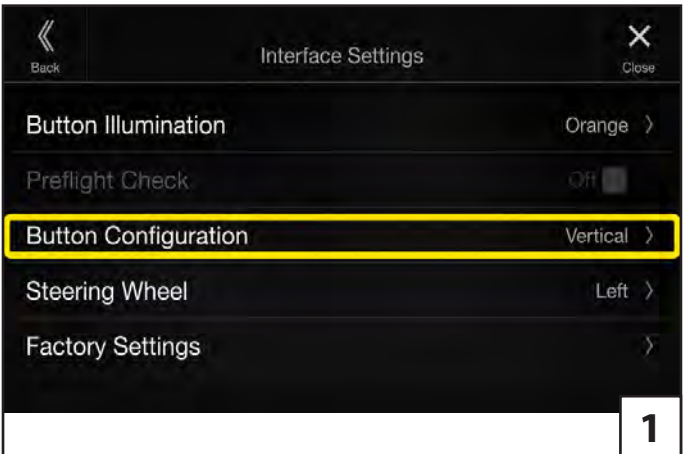 Interface Settings
Back
Close
Button Illumination Orange
Preflight Check Off
Button Configuration Vertical
Steering Wheel Left
Factory Settings
1